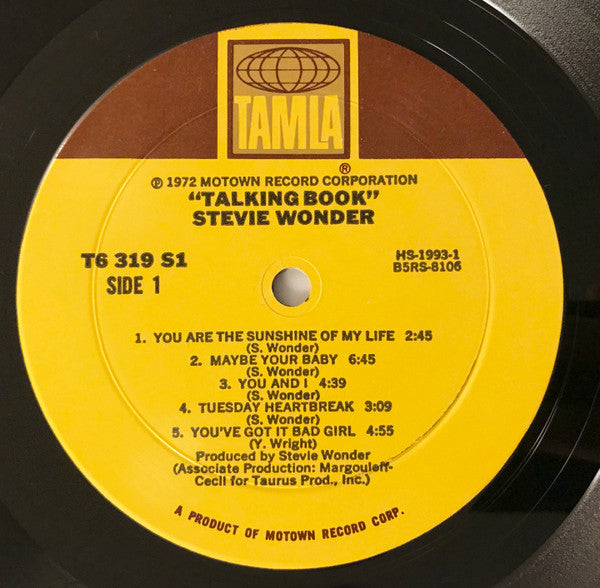 TAMLA
®
℗ 1972 MOTOWN RECORD CORPORATION
“TALKING BOOK”
STEVIE WONDER
T6 319 S1
SIDE 1
HS-1993-1
B5RS-8106
1. YOU ARE THE SUNSHINE OF MY LIFE 2:45
(S. Wonder)
2. MAYBE YOUR BABY 6:45
(S. Wonder)
3. YOU AND I 4:39
(S. Wonder)
4. TUESDAY HEARTBREAK 3:09
(S. Wonder)
5. YOU'VE GOT IT BAD GIRL 4:55
(Y. Wright)
Produced by Stevie Wonder
(Associate Production: Margouleff-
Cecil for Taurus Prod., Inc.)
A PRODUCT OF MOTOWN RECORD CORP.